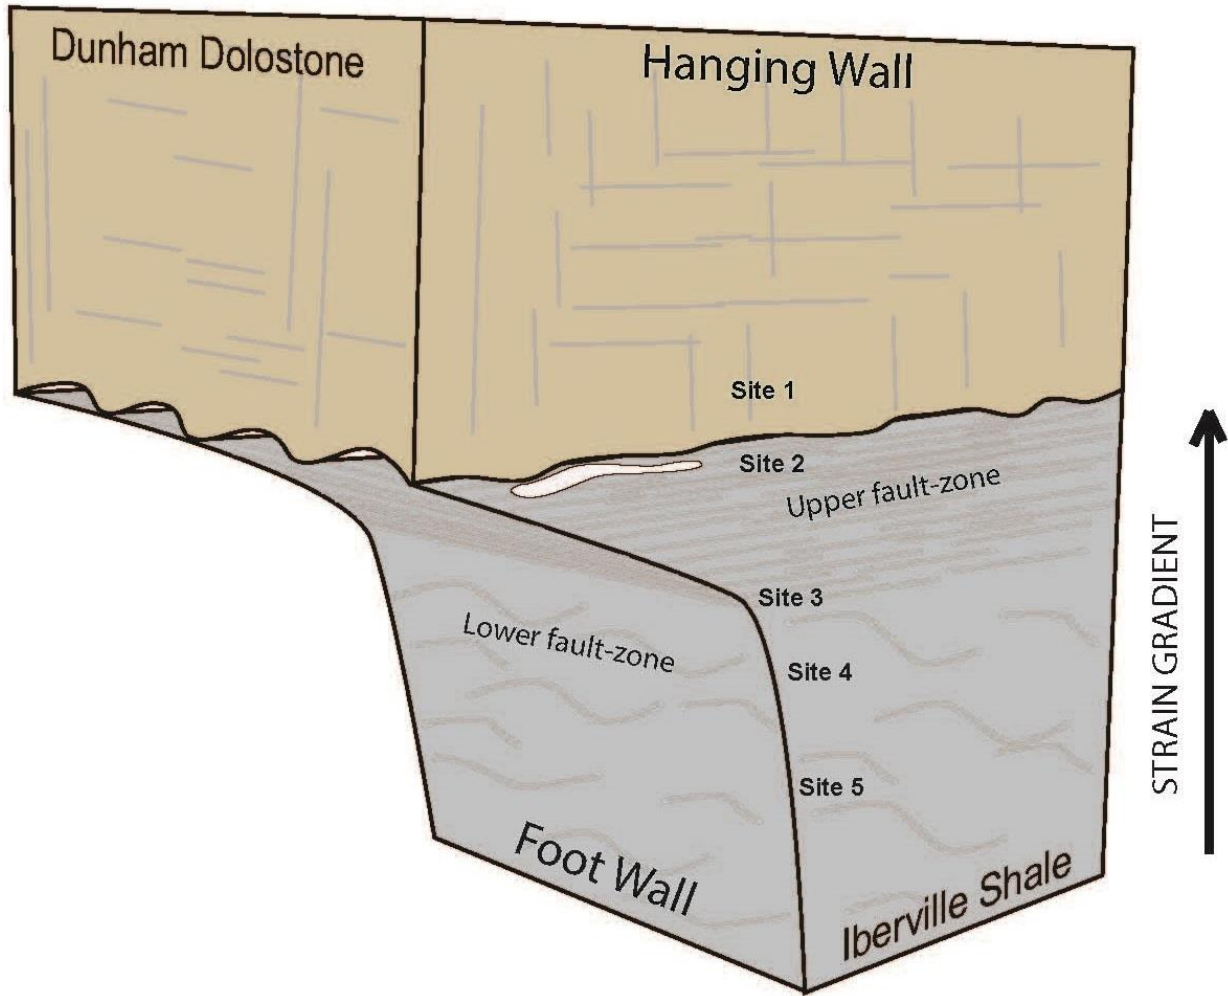 Dunham Dolostone
Hanging Wall
Site 1
Site 2
Upper fault-zone
Site 3
Lower fault-zone
Site 4
Site 5
STRAIN GRADIENT
Foot Wall
Iberville Shale